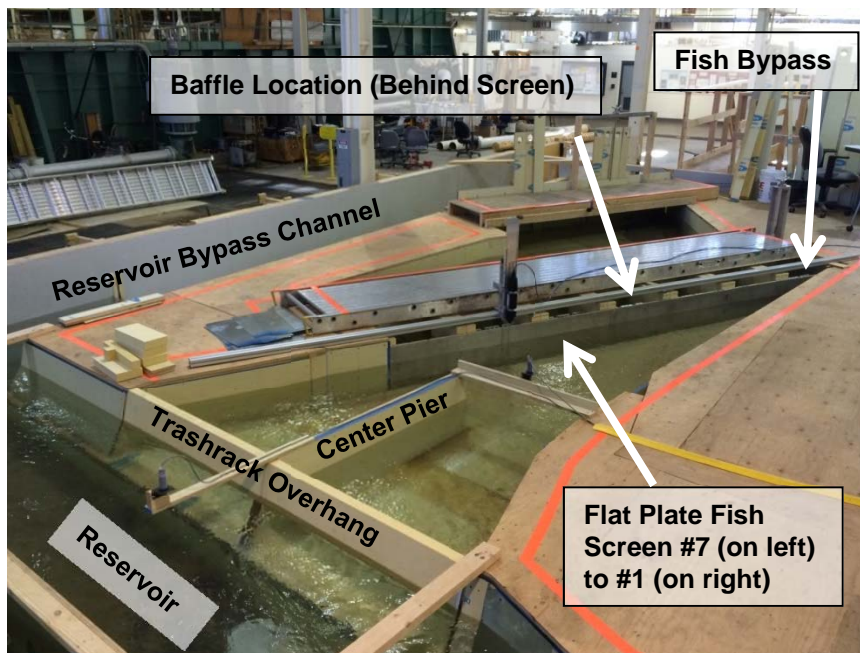 Baffle Location (Behind Screen)
Fish Bypass
Reservoir Bypass Channel
Trashrack Overhang
Center Pier
Reservoir
Flat Plate Fish
Screen #7 (on left)
to #1 (on right)